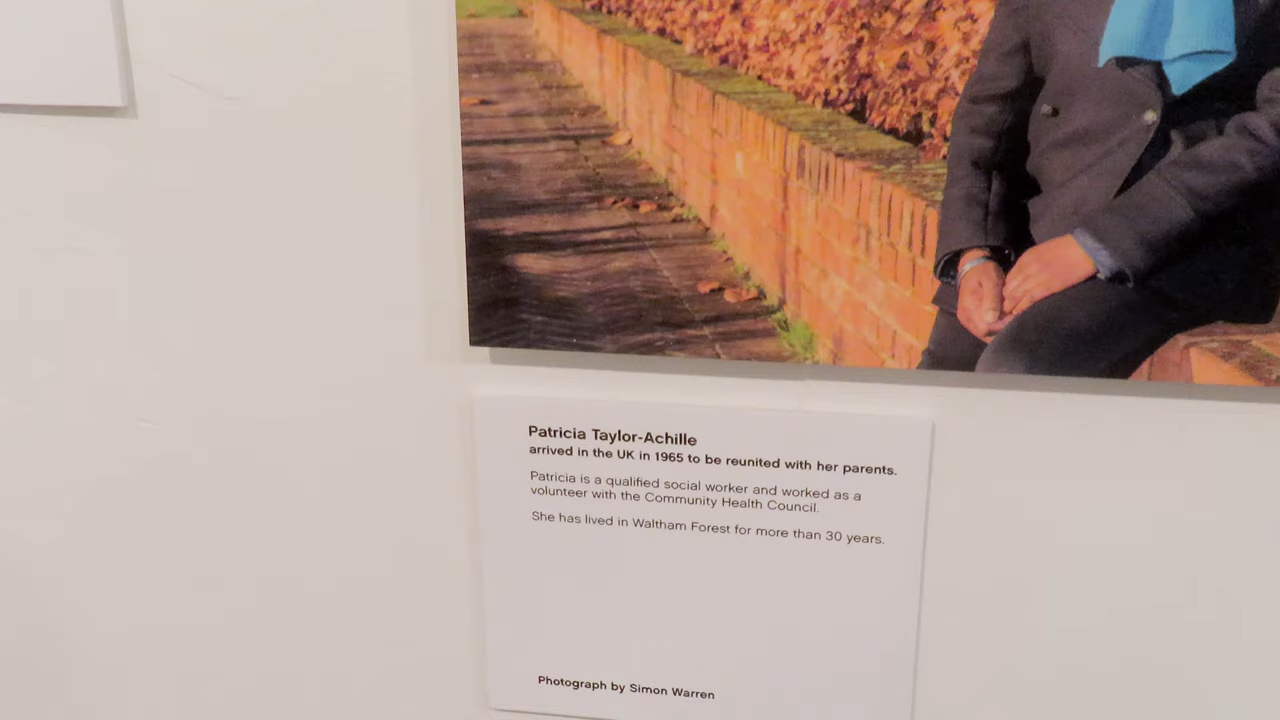 Patricia Taylor-Achille
arrived in the UK in 1965 to be reunited with her parents.
Patricia is a qualified social worker and worked as a
volunteer with the Community Health Council.
She has lived in Waltham Forest for more than 30 years.
Photograph by Simon Warren